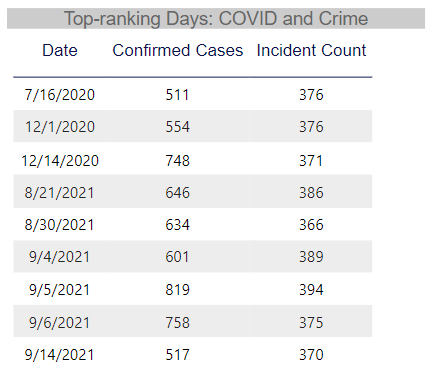 Top-ranking Days: COVID and Crime
Date Confirmed Cases Incident Count
7/16/2020 511 376
12/1/2020 554 376
12/14/2020 748 371
8/21/2021 646 386
8/30/2021 634 366
9/4/2021 601 389
9/5/2021 819 394
9/6/2021 758 375
9/14/2021 517 370